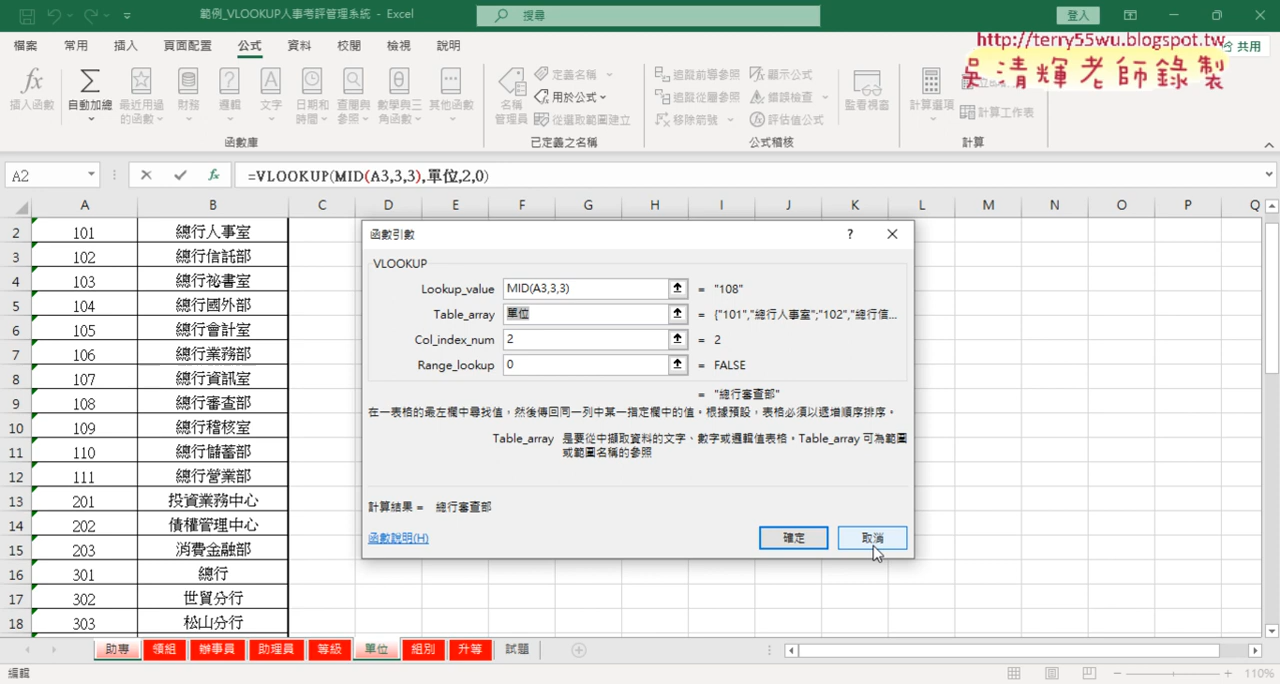 範例_VLOOKUP人事考評管理系統 - Excel
搜尋
登入
檔案 常用 插入 頁面配置 公式 資料 校閱 檢視 說明
http://terry55wu.blogspot.tw
共用
吳清輝老師錄製
插入函數 自動加總 最近用過的函數 財務 邏輯 文字 日期和時間 查閱與參照 數學與三角函數 其他函數
函數庫
名稱管理員 定義名稱 用於公式 從選取範圍建立
已定義之名稱
追蹤前導參照 追蹤從屬參照 移除箭號 顯示公式 錯誤檢查 評估值公式 監看視窗
公式稽核
計算選項 計算工作表
計算
A2 fx =VLOOKUP(MID(A3,3,3),單位,2,0)
A B C D E F G H I J K L M N O P Q
2 101 總行人事室
3 102 總行信託部
4 103 總行祕書室
5 104 總行國外部
6 105 總行會計室
7 106 總行業務部
8 107 總行資訊室
9 108 總行審查部
10 109 總行稽核室
11 110 總行儲蓄部
12 111 總行營業部
13 201 投資業務中心
14 202 債權管理中心
15 203 消費金融部
16 301 總行
17 302 世貿分行
18 303 松山分行
函數引數 ?
VLOOKUP
Lookup_value MID(A3,3,3) = "108"
Table_array 單位 = {"101","總行人事室";"102","總行信...
Col_index_num 2 = 2
Range_lookup 0 = FALSE
= "總行審查部"
在一表格的最左欄中尋找值，然後傳回同一列中某一指定欄中的值。根據預設，表格必須以遞增順序排序。
Table_array 是要從中擷取資料的文字、數字或邏輯值表格。Table_array 可為範圍
或範圍名稱的參照
計算結果 = 總行審查部
函數說明(H)
確定 取消
助專 領組 辦事員 助理員 等級 單位 組別 升等 試題
編輯
110%